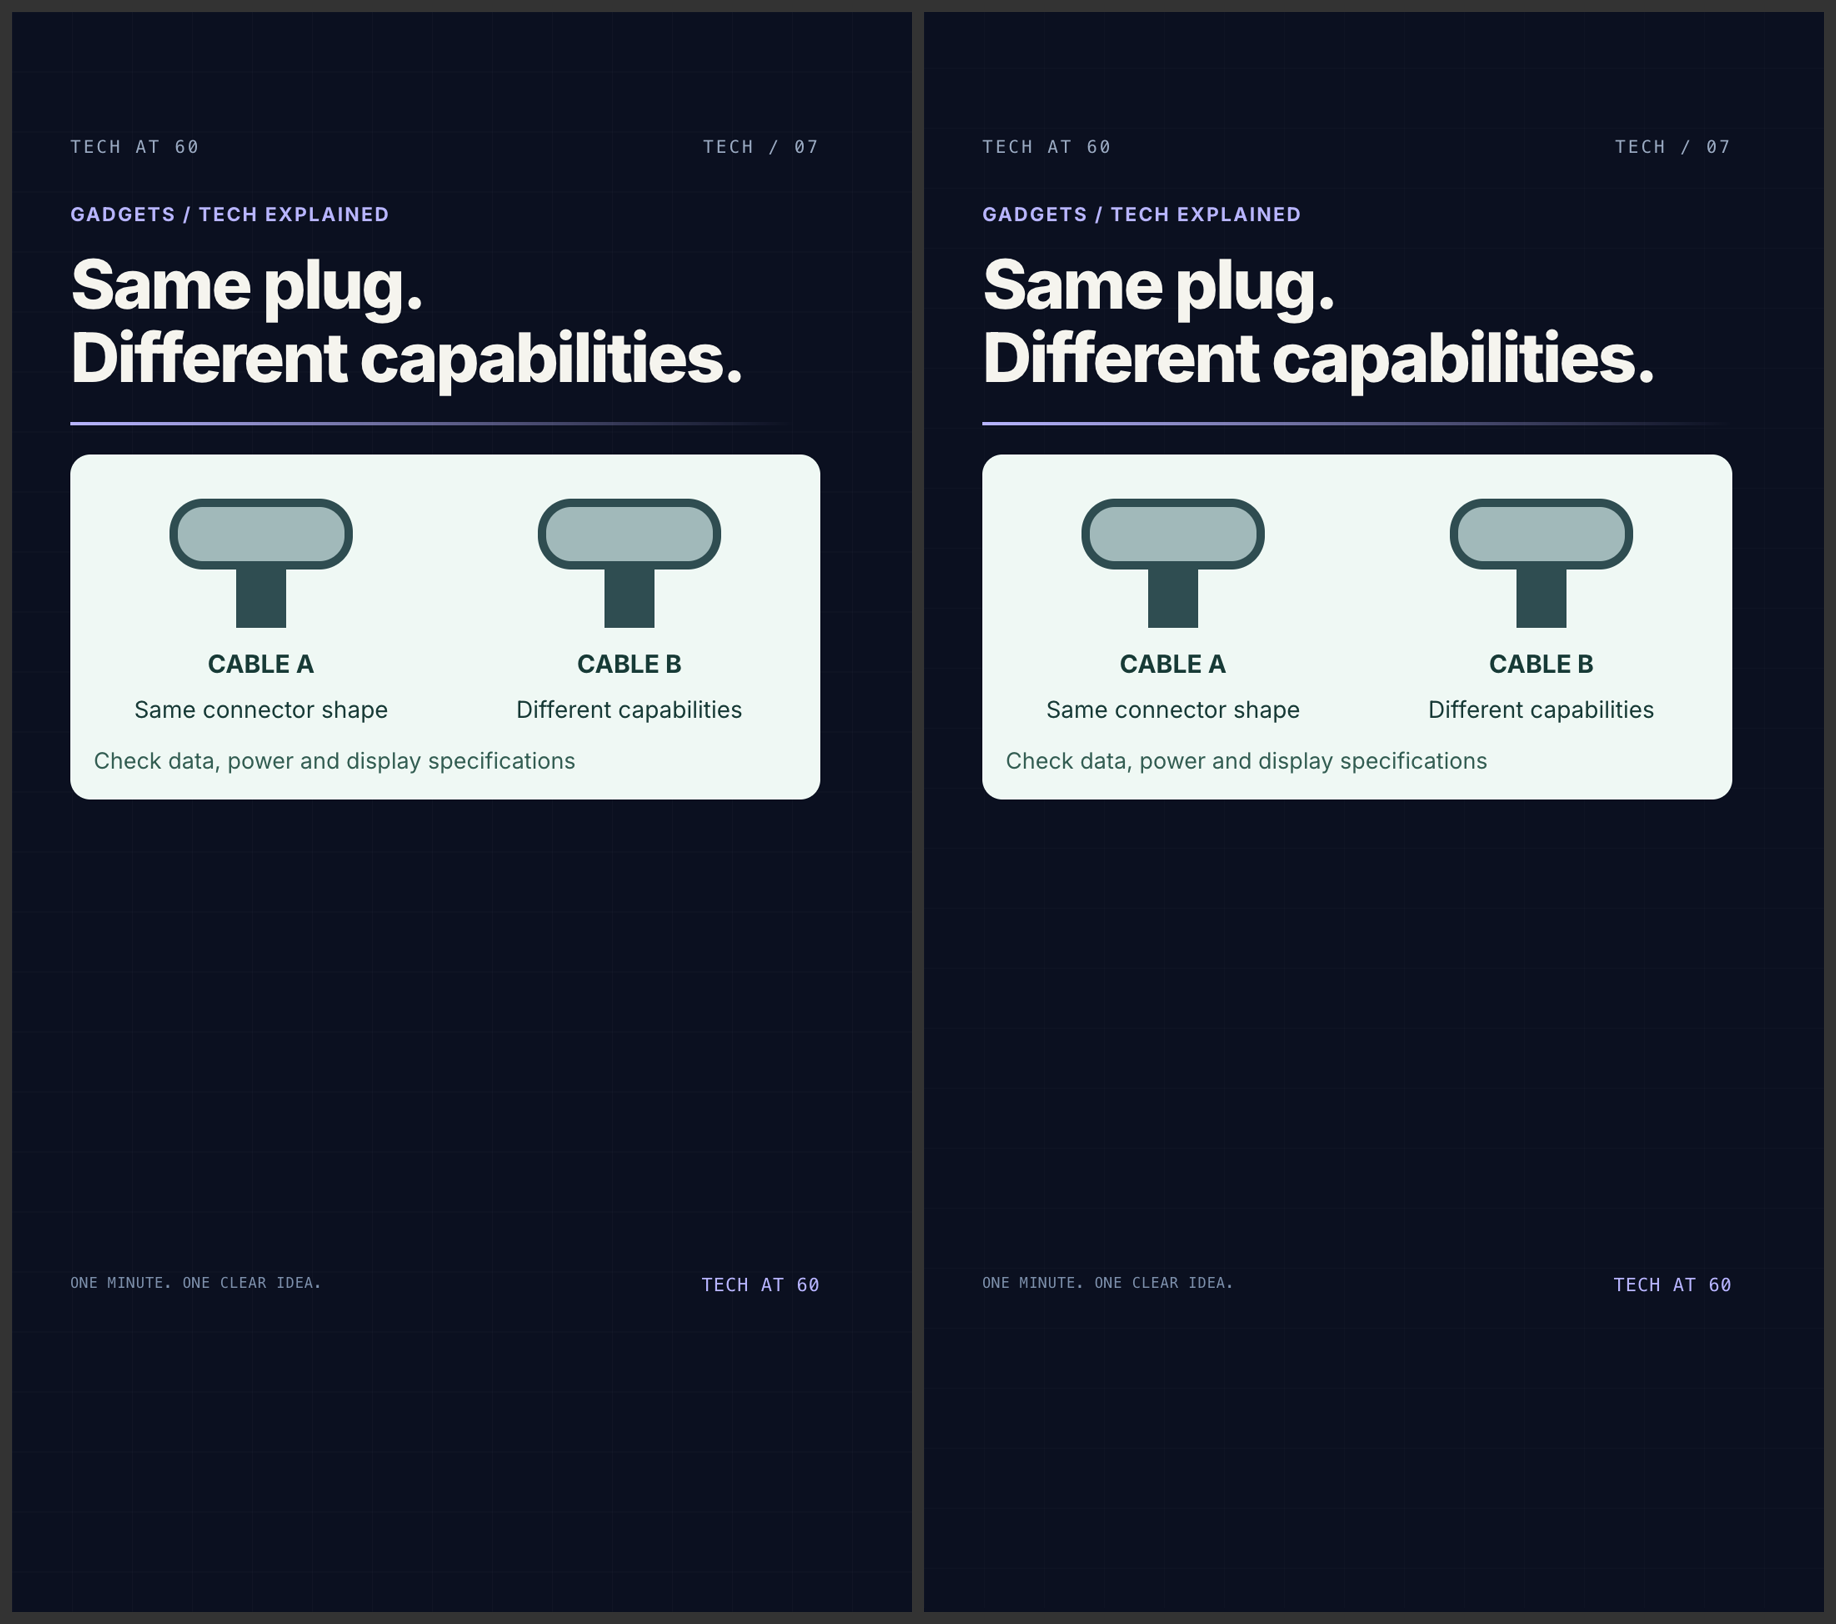 TECH AT 60
TECH / 07
GADGETS / TECH EXPLAINED
Same plug.
Different capabilities.
CABLE A
CABLE B
Same connector shape
Different capabilities
Check data, power and display specifications
ONE MINUTE. ONE CLEAR IDEA.
TECH AT 60
TECH AT 60
TECH / 07
GADGETS / TECH EXPLAINED
Same plug.
Different capabilities.
CABLE A
CABLE B
Same connector shape
Different capabilities
Check data, power and display specifications
ONE MINUTE. ONE CLEAR IDEA.
TECH AT 60